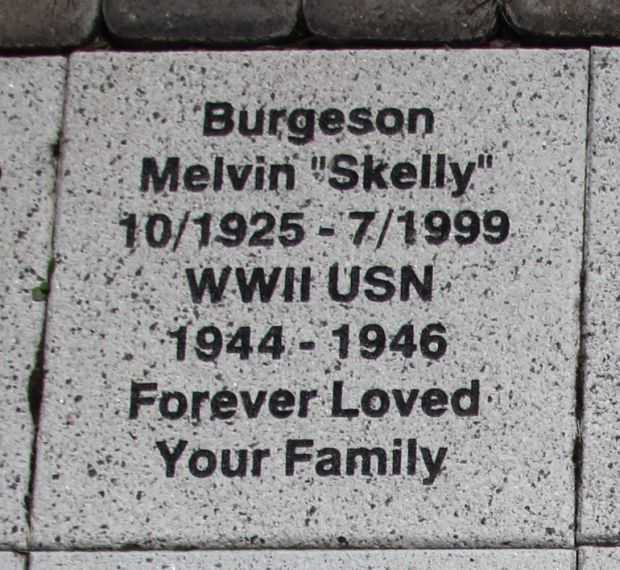 Burgeson
Melvin "Skelly"
10/1925 - 7/1999
WWII USN
1944 - 1946
Forever Loved
Your Family